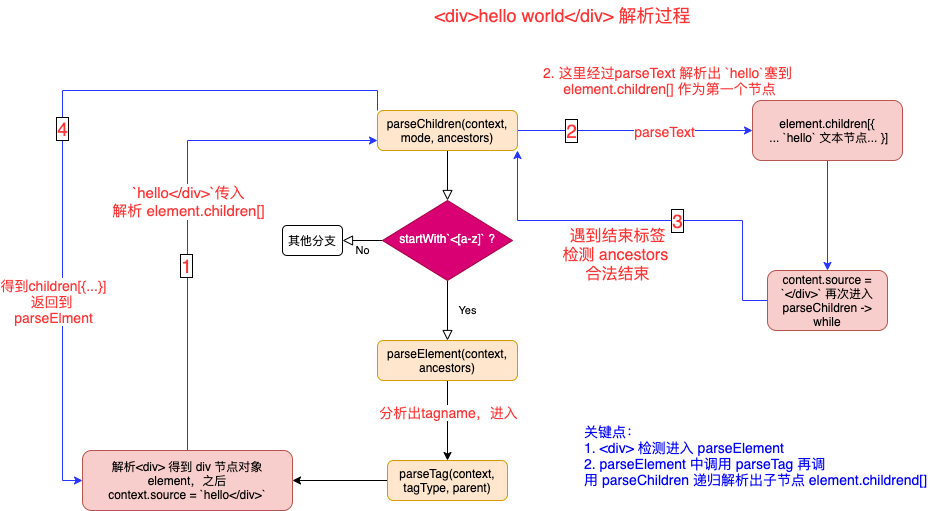 <div>hello world</div> 解析过程
2. 这里经过parseText 解析出 `hello`塞到
element.children[] 作为第一个节点
4
parseChildren(context,
mode, ancestors)
2
parseText
element.children[{
... `hello` 文本节点... }]
`hello</div>`传入
解析 element.children[]
3
其他分支
No
startWith`<[a-z]` ?
遇到结束标签
检测 ancestors
合法结束
1
得到children[{...}]
返回到
parseElment
content.source =
`</div>` 再次进入
parseChildren ->
while
Yes
parseElement(context,
ancestors)
分析出tagname，进入
关键点：
1. <div> 检测进入 parseElement
2. parseElement 中调用 parseTag 再调
用 parseChildren 递归解析出子节点 element.childrend[]
解析<div> 得到 div 节点对象
element，之后
context.source = `hello</div>`
parseTag(context,
tagType, parent)